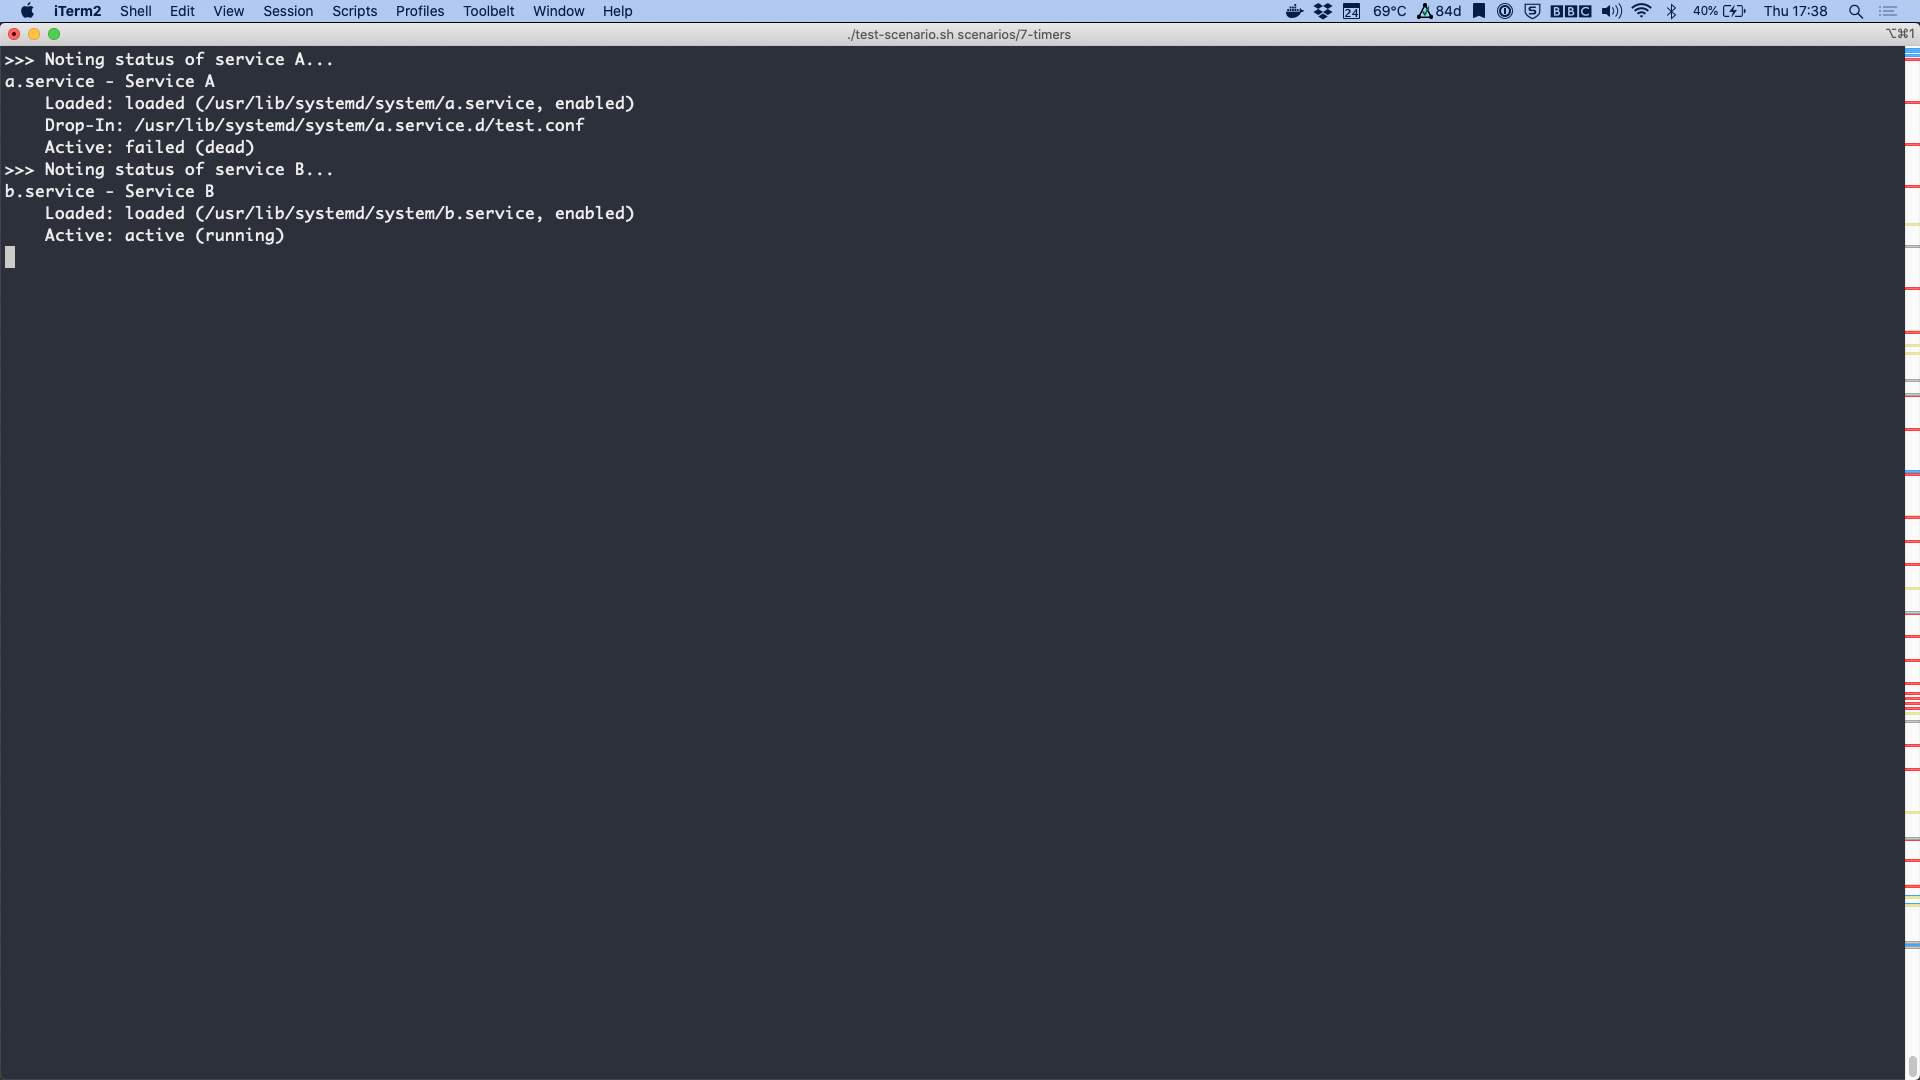 iTerm2 Shell Edit View Session Scripts Profiles Toolbelt Window Help 24 69°C 84d BBC 40% Thu 17:38
./test-scenario.sh scenarios/7-timers ⌥⌘1
>>> Noting status of service A...
a.service - Service A
    Loaded: loaded (/usr/lib/systemd/system/a.service, enabled)
    Drop-In: /usr/lib/systemd/system/a.service.d/test.conf
    Active: failed (dead)
>>> Noting status of service B...
b.service - Service B
    Loaded: loaded (/usr/lib/systemd/system/b.service, enabled)
    Active: active (running)